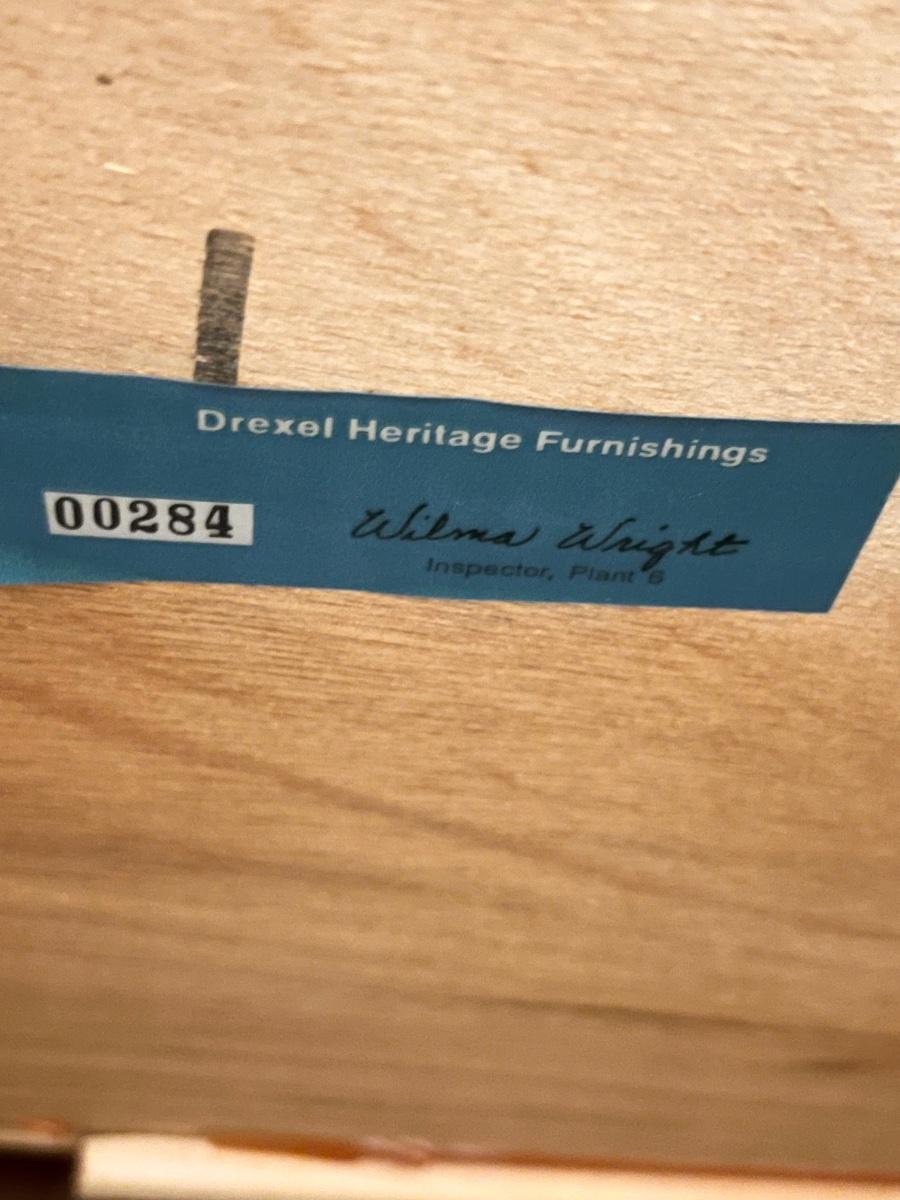 Drexel Heritage Furnishings
00284
Wilma Wright
Inspector, Plant 6